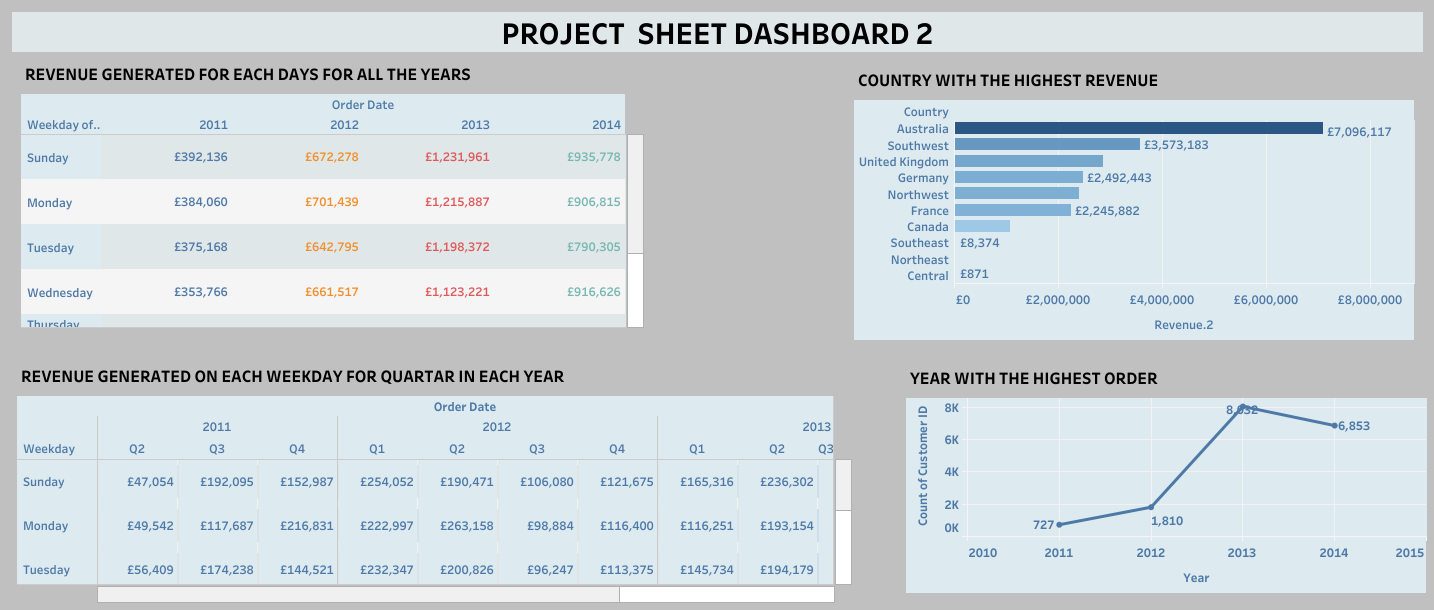 PROJECT  SHEET DASHBOARD 2
REVENUE GENERATED FOR EACH DAYS FOR ALL THE YEARS
Order Date
Weekday of.. 2011 2012 2013 2014
Sunday £392,136 £672,278 £1,231,961 £935,778
Monday £384,060 £701,439 £1,215,887 £906,815
Tuesday £375,168 £642,795 £1,198,372 £790,305
Wednesday £353,766 £661,517 £1,123,221 £916,626
Thursday
COUNTRY WITH THE HIGHEST REVENUE
Country
Australia £7,096,117
Southwest £3,573,183
United Kingdom
Germany £2,492,443
Northwest
France £2,245,882
Canada
Southeast £8,374
Northeast
Central £871
£0 £2,000,000 £4,000,000 £6,000,000 £8,000,000
Revenue.2
REVENUE GENERATED ON EACH WEEKDAY FOR QUARTAR IN EACH YEAR
Order Date
2011 2012 2013
Weekday Q2 Q3 Q4 Q1 Q2 Q3 Q4 Q1 Q2 Q3
Sunday £47,054 £192,095 £152,987 £254,052 £190,471 £106,080 £121,675 £165,316 £236,302
Monday £49,542 £117,687 £216,831 £222,997 £263,158 £98,884 £116,400 £116,251 £193,154
Tuesday £56,409 £174,238 £144,521 £232,347 £200,826 £96,247 £113,375 £145,734 £194,179
YEAR WITH THE HIGHEST ORDER
Count of Customer ID
8K
6K
4K
2K
0K
727
1,810
6,853
2010 2011 2012 2013 2014 2015
Year